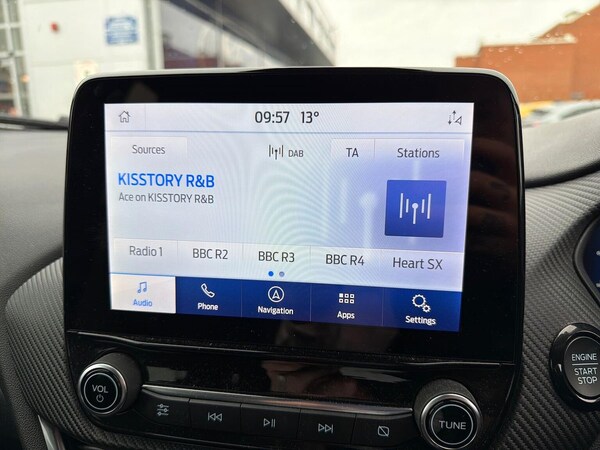 09:57 13°
Sources DAB TA Stations
KISSTORY R&B
Ace on KISSTORY R&B
Radio 1 BBC R2 BBC R3 BBC R4 Heart SX
Audio Phone Navigation Apps Settings
VOL
TUNE
ENGINE
START
STOP